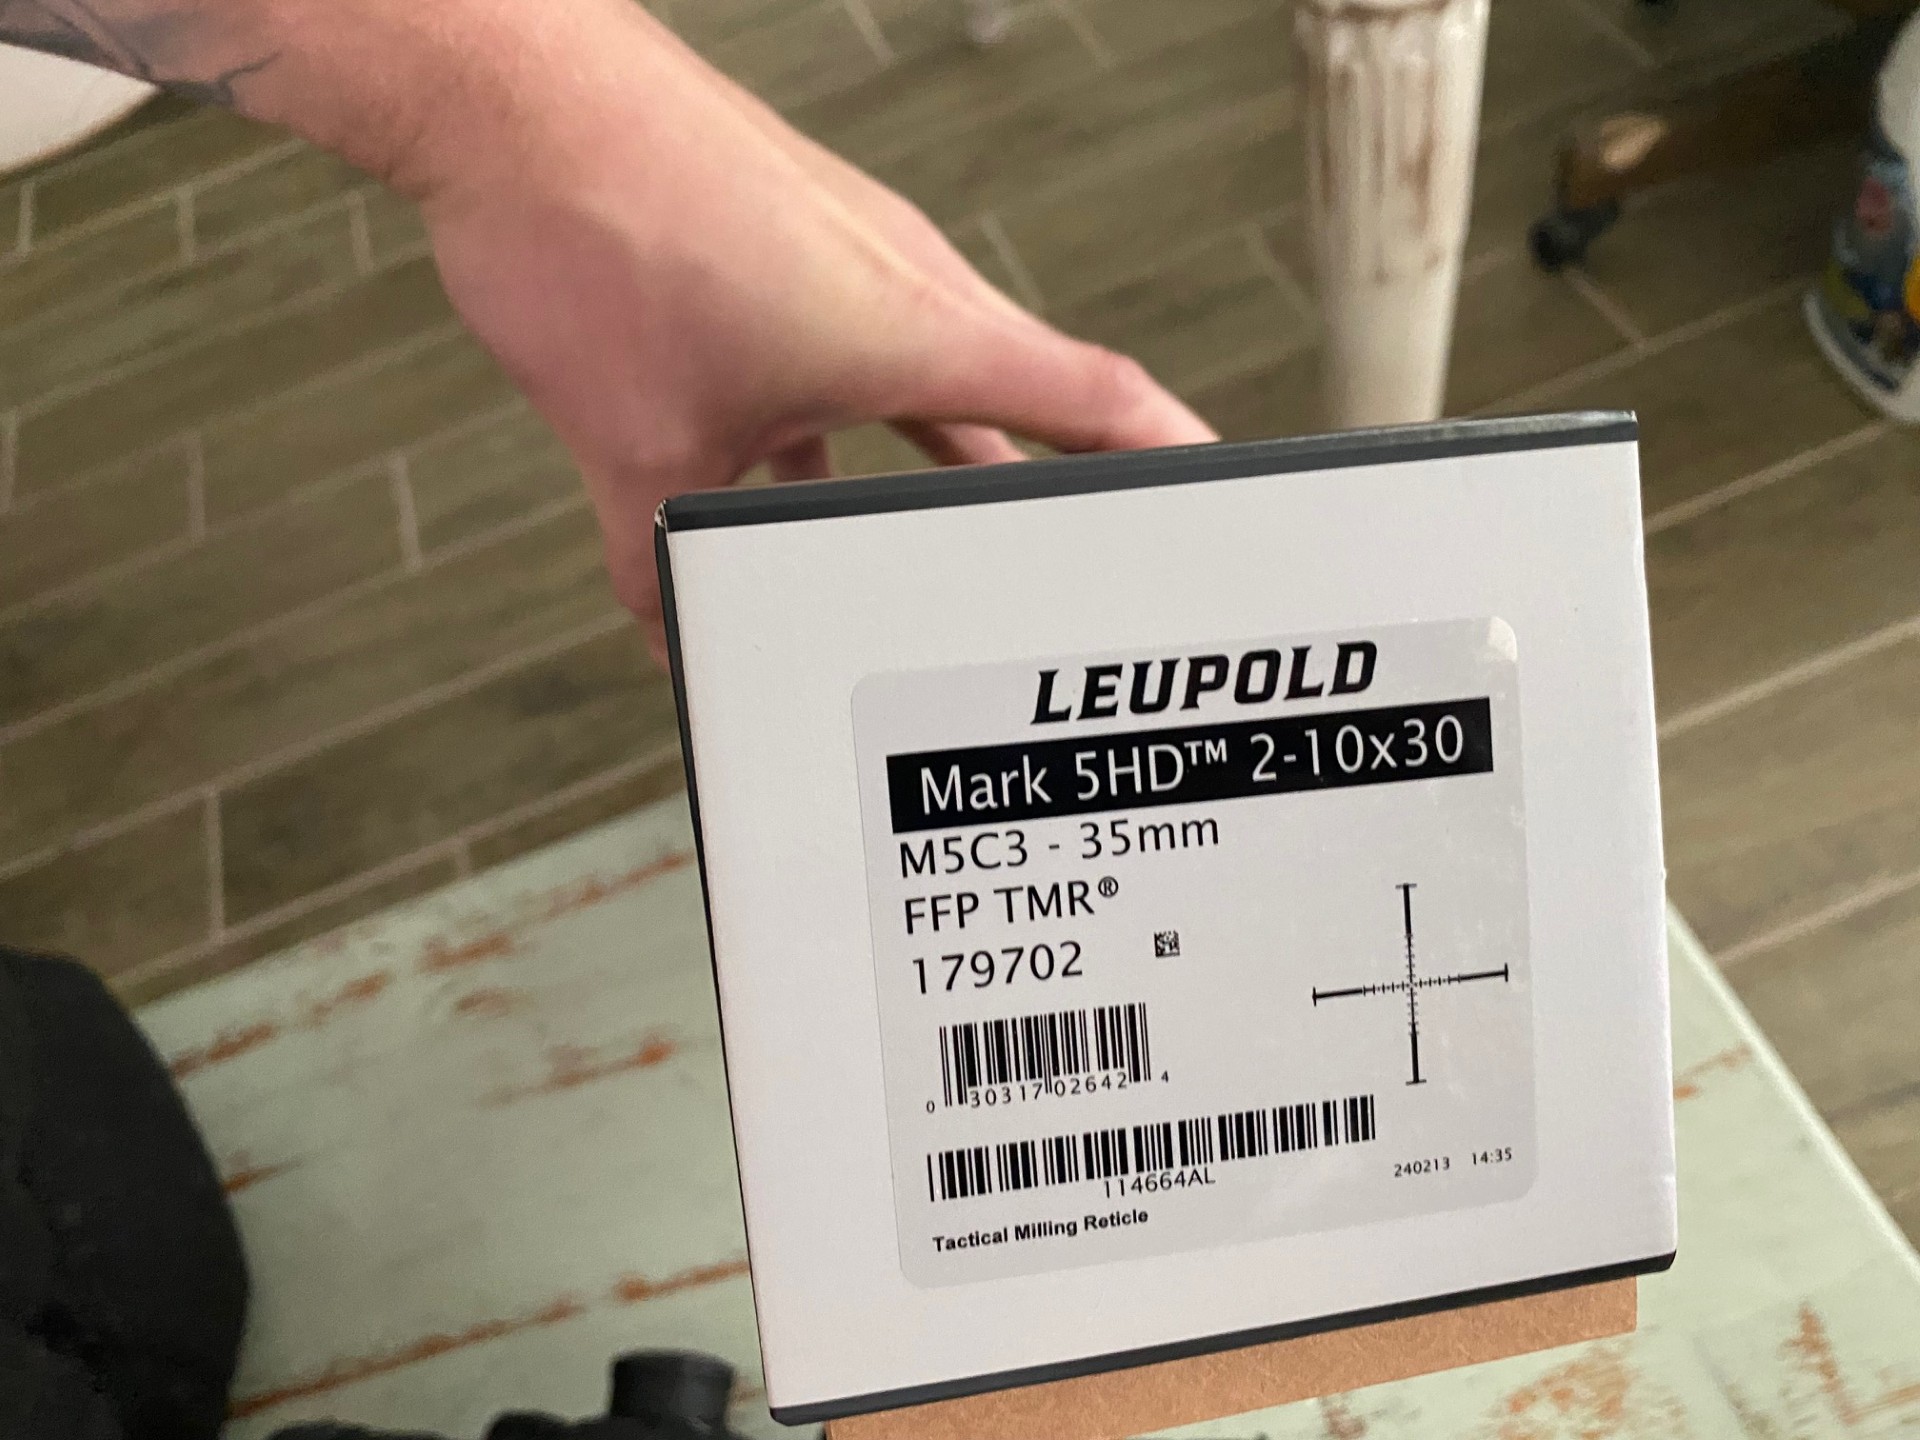 LEUPOLD
Mark 5HD™ 2-10x30
M5C3 - 35mm
FFP TMR®
179702
0 30317 02642 4
114664AL
240213 14:35
Tactical Milling Reticle